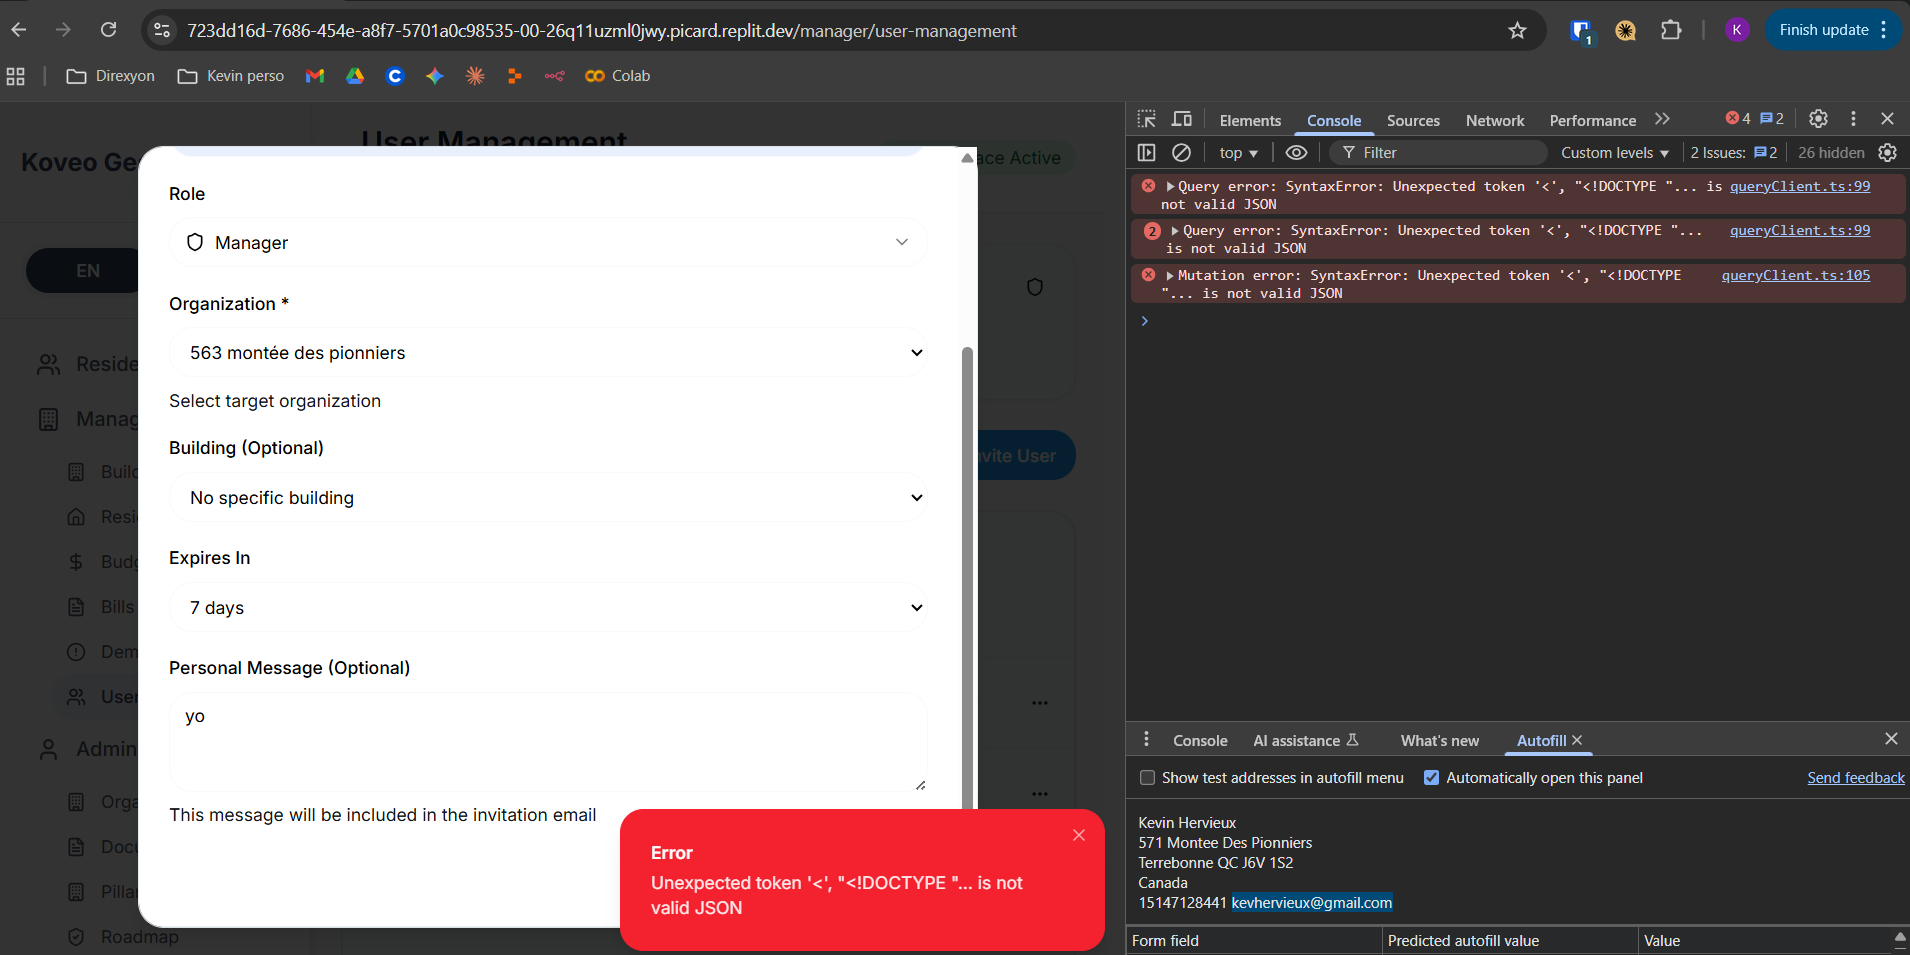 723dd16d-7686-454e-a8f7-5701a0c98535-00-26q11uzml0jwy.picard.replit.dev/manager/user-management
1
K
Finish update
Direxyon
Kevin perso
Colab
User Management
Koveo Ge
ace Active
EN
Reside
Manag
Build
Resi
Budg
Bills
Dem
User
Admin
Orga
Docu
Pillar
Roadmap
vite User
Role
Manager
Organization *
563 montée des pionniers
Select target organization
Building (Optional)
No specific building
Expires In
7 days
Personal Message (Optional)
yo
This message will be included in the invitation email
Error
Unexpected token '<', "<!DOCTYPE "... is not
valid JSON
Elements
Console
Sources
Network
Performance
4
2
top
Filter
Custom levels
2 Issues: 2
26 hidden
Query error: SyntaxError: Unexpected token '<', "<!DOCTYPE "... is queryClient.ts:99
not valid JSON
2 Query error: SyntaxError: Unexpected token '<', "<!DOCTYPE "... queryClient.ts:99
is not valid JSON
Mutation error: SyntaxError: Unexpected token '<', "<!DOCTYPE queryClient.ts:105
"... is not valid JSON
Console
AI assistance
What's new
Autofill
Show test addresses in autofill menu
Automatically open this panel
Send feedback
Kevin Hervieux
571 Montee Des Pionniers
Terrebonne QC J6V 1S2
Canada
15147128441 kevhervieux@gmail.com
Form field
Predicted autofill value
Value